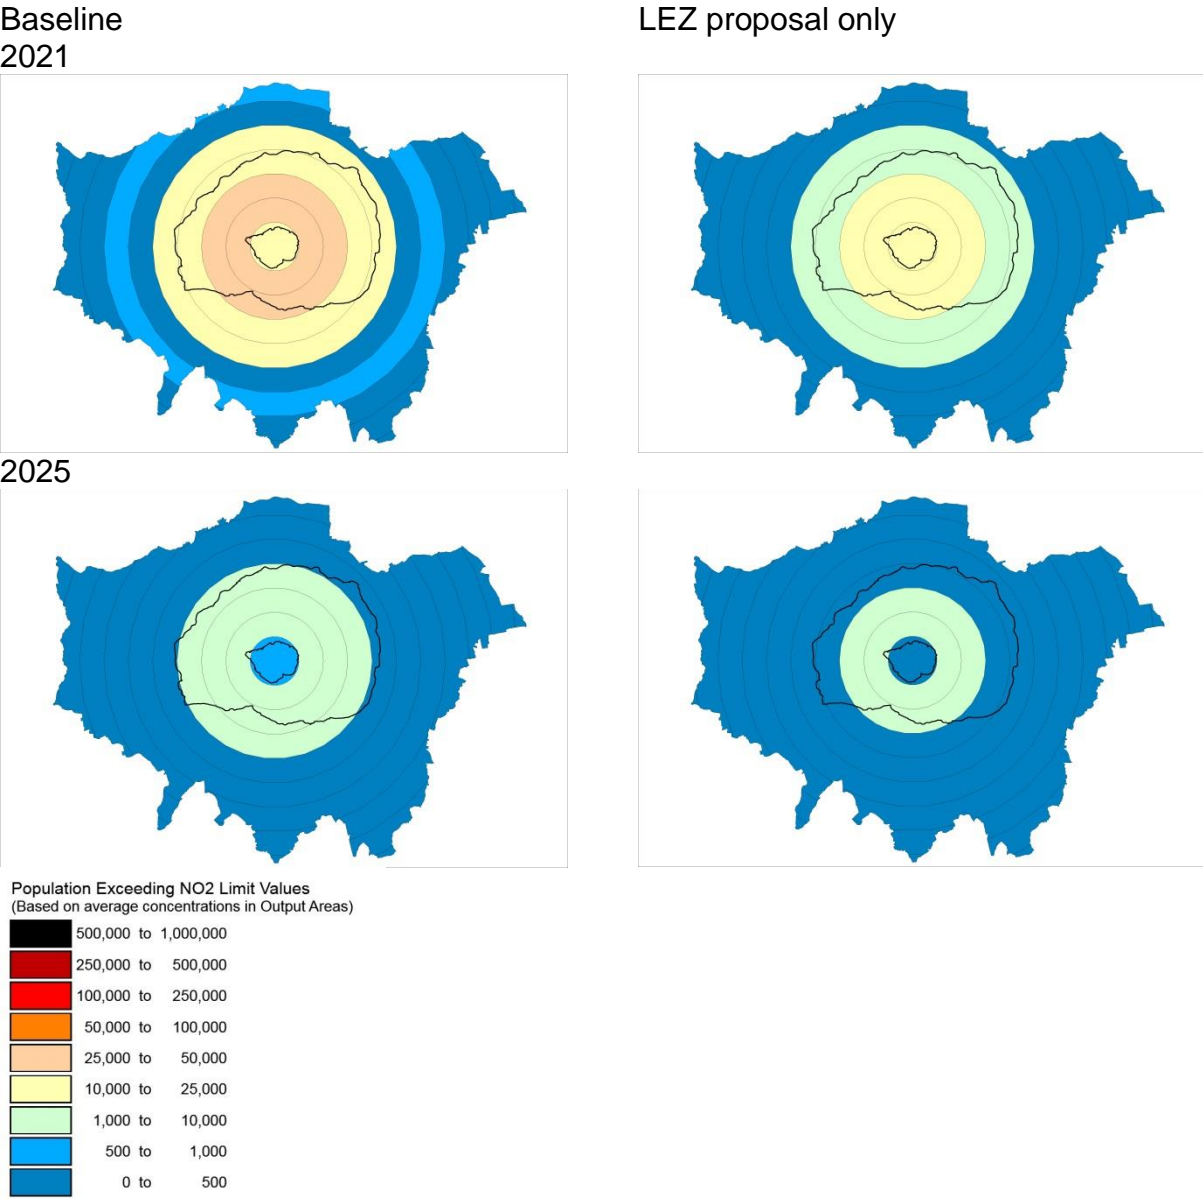 Baseline
LEZ proposal only
2021
2025
Population Exceeding NO2 Limit Values
(Based on average concentrations in Output Areas)
500,000 to 1,000,000
250,000 to 500,000
100,000 to 250,000
50,000 to 100,000
25,000 to 50,000
10,000 to 25,000
1,000 to 10,000
500 to 1,000
0 to 500